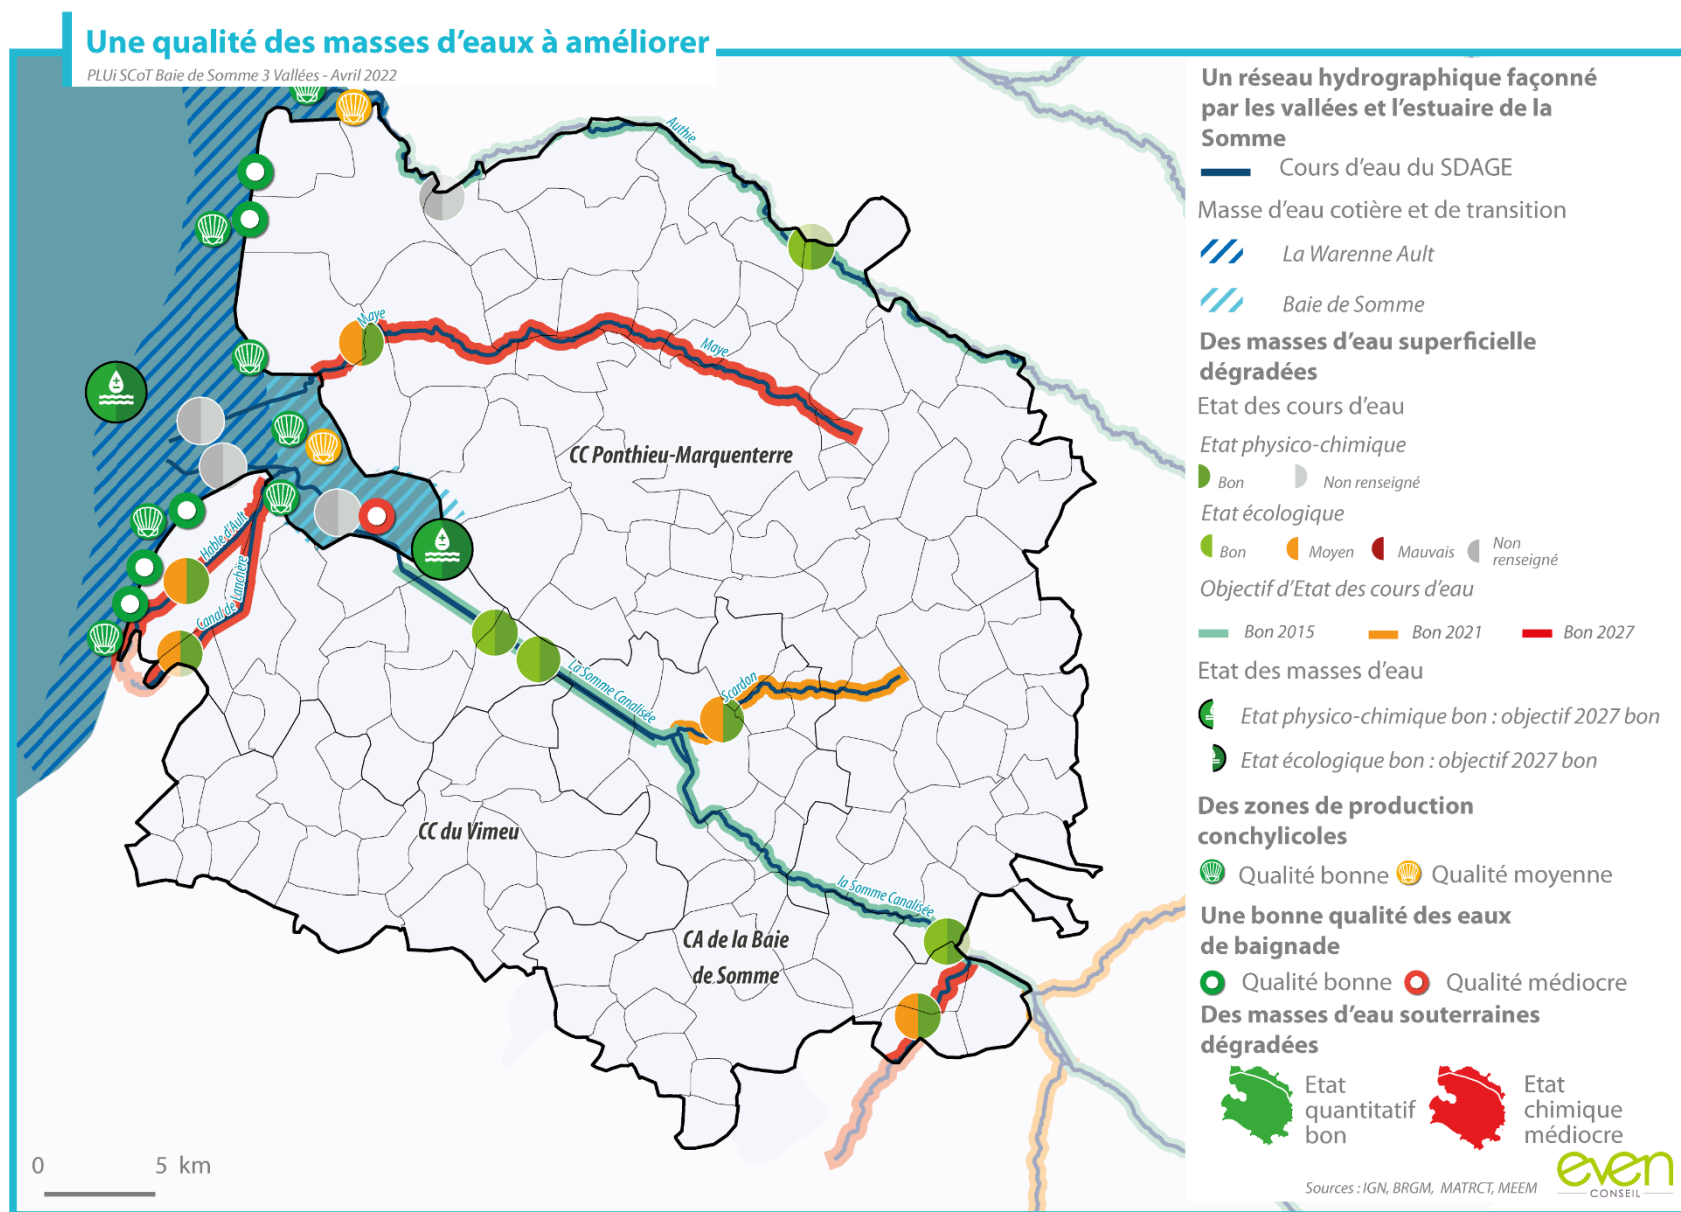 Une qualité des masses d'eaux à améliorer
PLUi SCoT Baie de Somme 3 Vallées - Avril 2022
Authie
Maye
Maye
CC Ponthieu-Marquenterre
Hable d'Ault
Canal de Lanchère
La Somme Canalisée
Scardon
CC du Vimeu
la Somme Canalisée
CA de la Baie
de Somme
0 5 km
Un réseau hydrographique façonné
par les vallées et l'estuaire de la
Somme
Cours d'eau du SDAGE
Masse d'eau cotière et de transition
La Warenne Ault
Baie de Somme
Des masses d'eau superficielle
dégradées
Etat des cours d'eau
Etat physico-chimique
Bon Non renseigné
Etat écologique
Bon Moyen Mauvais Non
renseigné
Objectif d'Etat des cours d'eau
Bon 2015 Bon 2021 Bon 2027
Etat des masses d'eau
Etat physico-chimique bon : objectif 2027 bon
Etat écologique bon : objectif 2027 bon
Des zones de production
conchylicoles
Qualité bonne Qualité moyenne
Une bonne qualité des eaux
de baignade
Qualité bonne Qualité médiocre
Des masses d'eau souterraines
dégradées
Etat
quantitatif
bon
Etat
chimique
médiocre
Sources : IGN, BRGM, MATRCT, MEEM
even
CONSEIL